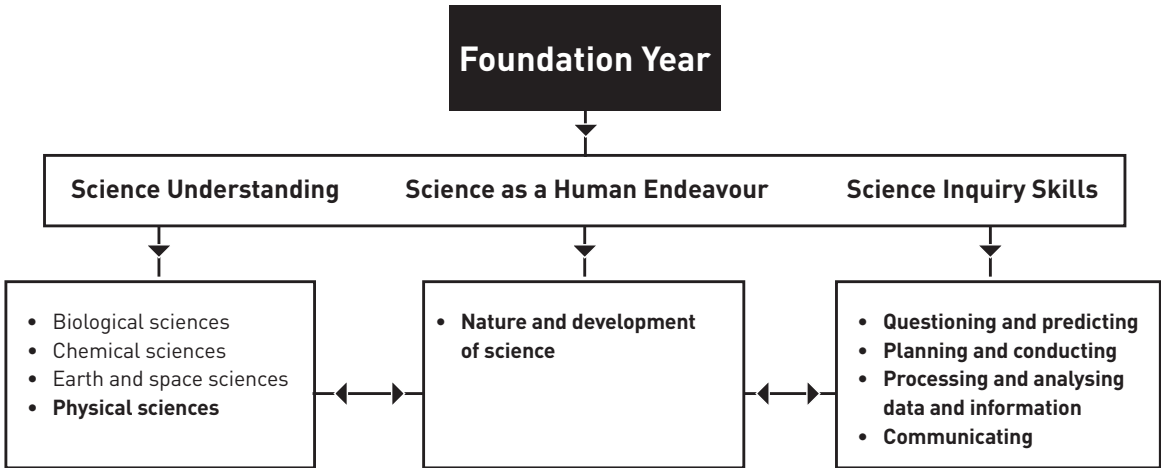 Foundation Year
Science Understanding
Science as a Human Endeavour
Science Inquiry Skills
• Biological sciences
• Chemical sciences
• Earth and space sciences
• Physical sciences
• Nature and development
of science
• Questioning and predicting
• Planning and conducting
• Processing and analysing
data and information
• Communicating